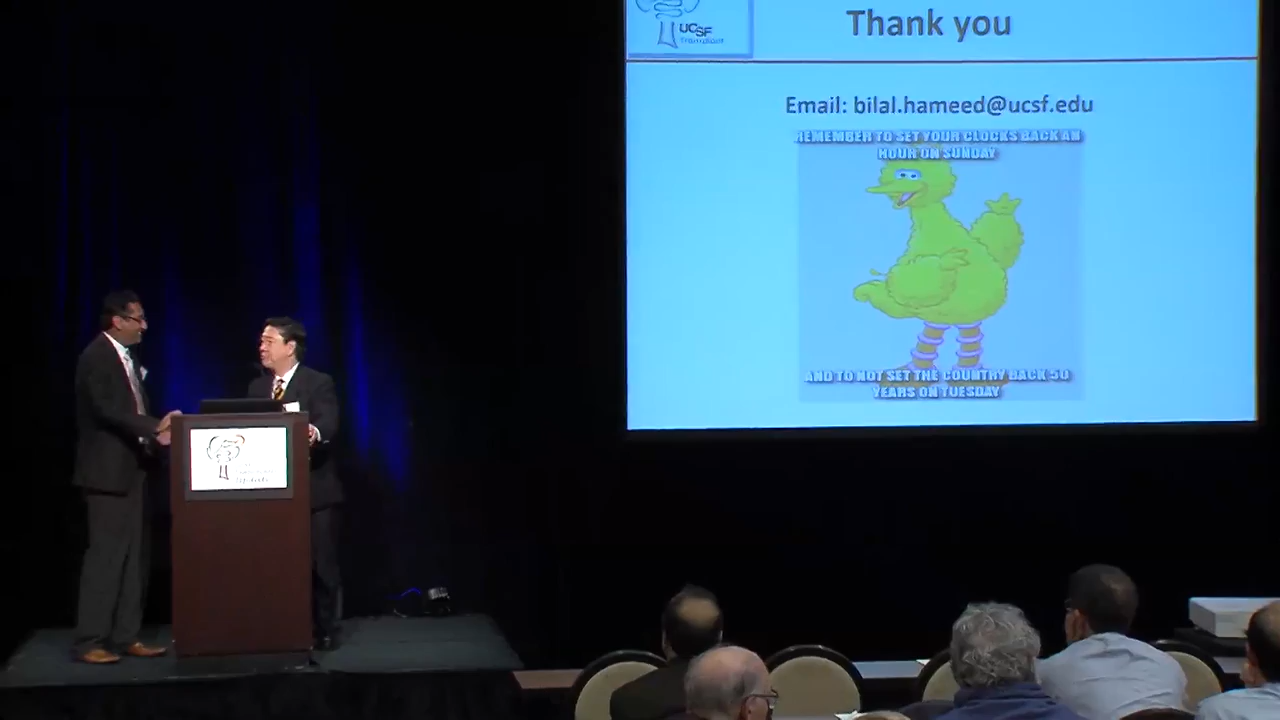 UCSF
Transplant
Thank you
Email: bilal.hameed@ucsf.edu
REMEMBER TO SET YOUR CLOCKS BACK AN
HOUR ON SUNDAY
AND TO NOT SET THE COUNTRY BACK 50
YEARS ON TUESDAY